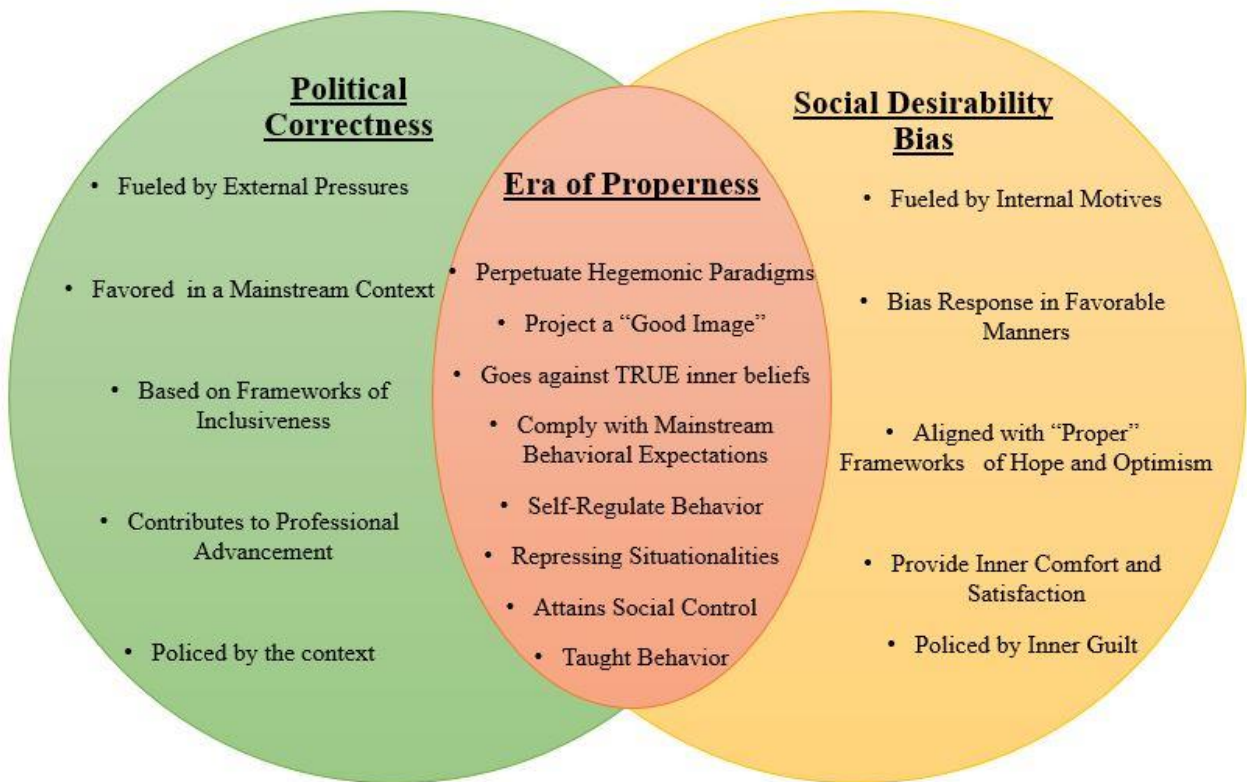 Political
Correctness
• Fueled by External Pressures
• Favored in a Mainstream Context
• Based on Frameworks of
Inclusiveness
• Contributes to Professional
Advancement
• Policed by the context
Era of Properness
• Perpetuate Hegemonic Paradigms
• Project a “Good Image”
• Goes against TRUE inner beliefs
• Comply with Mainstream
Behavioral Expectations
• Self-Regulate Behavior
• Repressing Situationalities
• Attains Social Control
• Taught Behavior
Social Desirability
Bias
• Fueled by Internal Motives
• Bias Response in Favorable
Manners
• Aligned with “Proper”
Frameworks of Hope and Optimism
• Provide Inner Comfort and
Satisfaction
• Policed by Inner Guilt